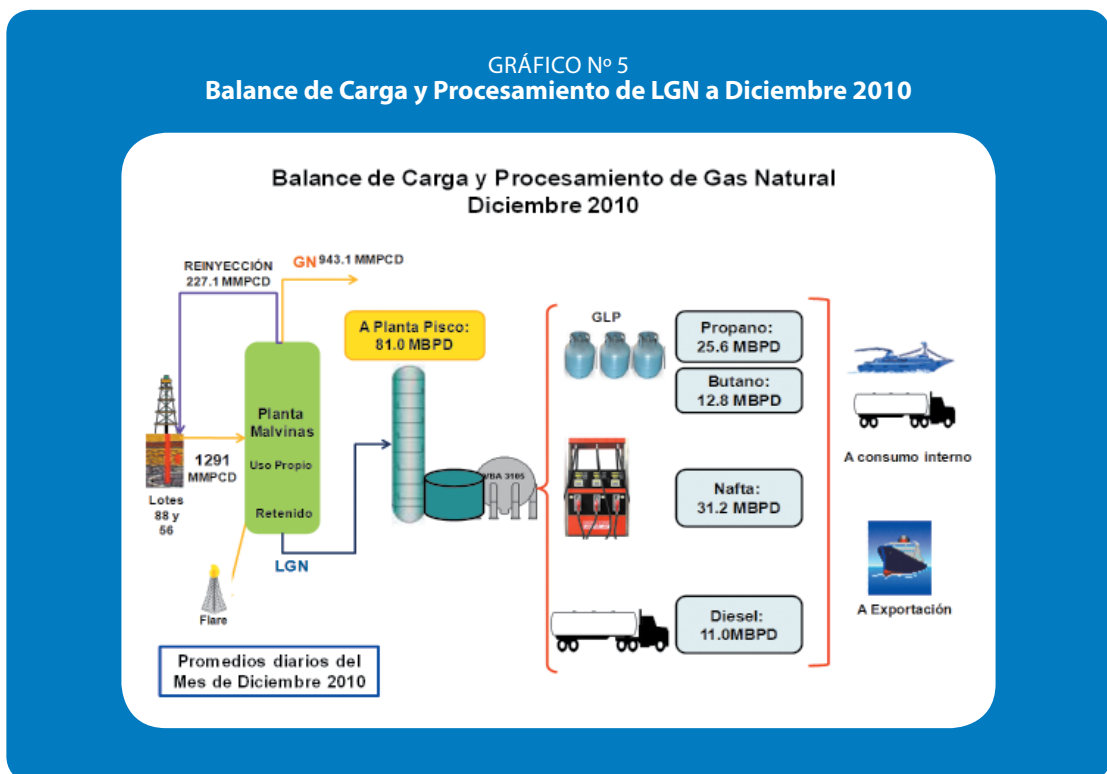 GRÁFICO Nº 5
Balance de Carga y Procesamiento de LGN a Diciembre 2010
Balance de Carga y Procesamiento de Gas Natural
Diciembre 2010
REINYECCIÓN
227.1 MMPCD
GN 943.1 MMPCD
A Planta Pisco:
81.0 MBPD
Planta
Malvinas
Uso Propio
Retenido
1291
MMPCD
Lotes
88 y
56
LGN
Flare
VBA 3105
GLP
Propano:
25.6 MBPD
Butano:
12.8 MBPD
Nafta:
31.2 MBPD
Diesel:
11.0MBPD
A consumo interno
A Exportación
Promedios diarios del
Mes de Diciembre 2010